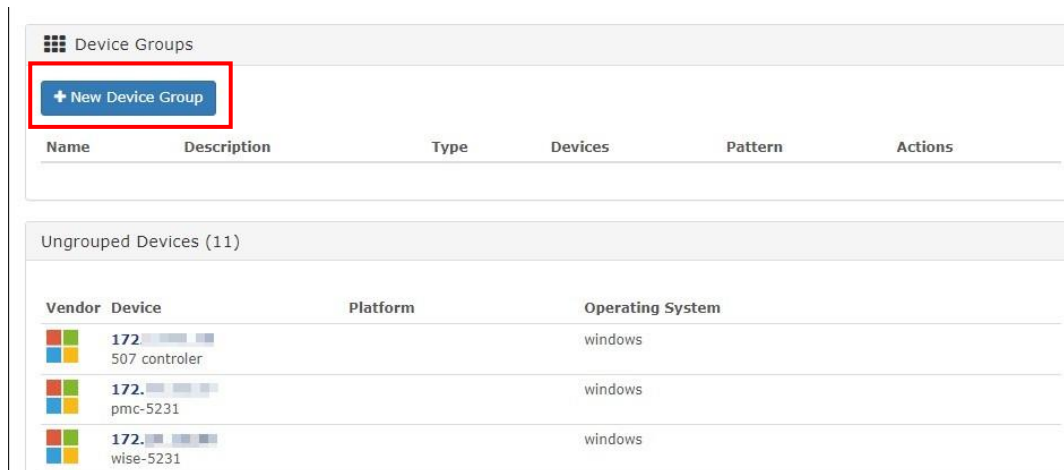 Device Groups
+ New Device Group
Name Description Type Devices Pattern Actions
Ungrouped Devices (11)
Vendor Device Platform Operating System
172. windows
507 controler
172. windows
pmc-5231
172. windows
wise-5231